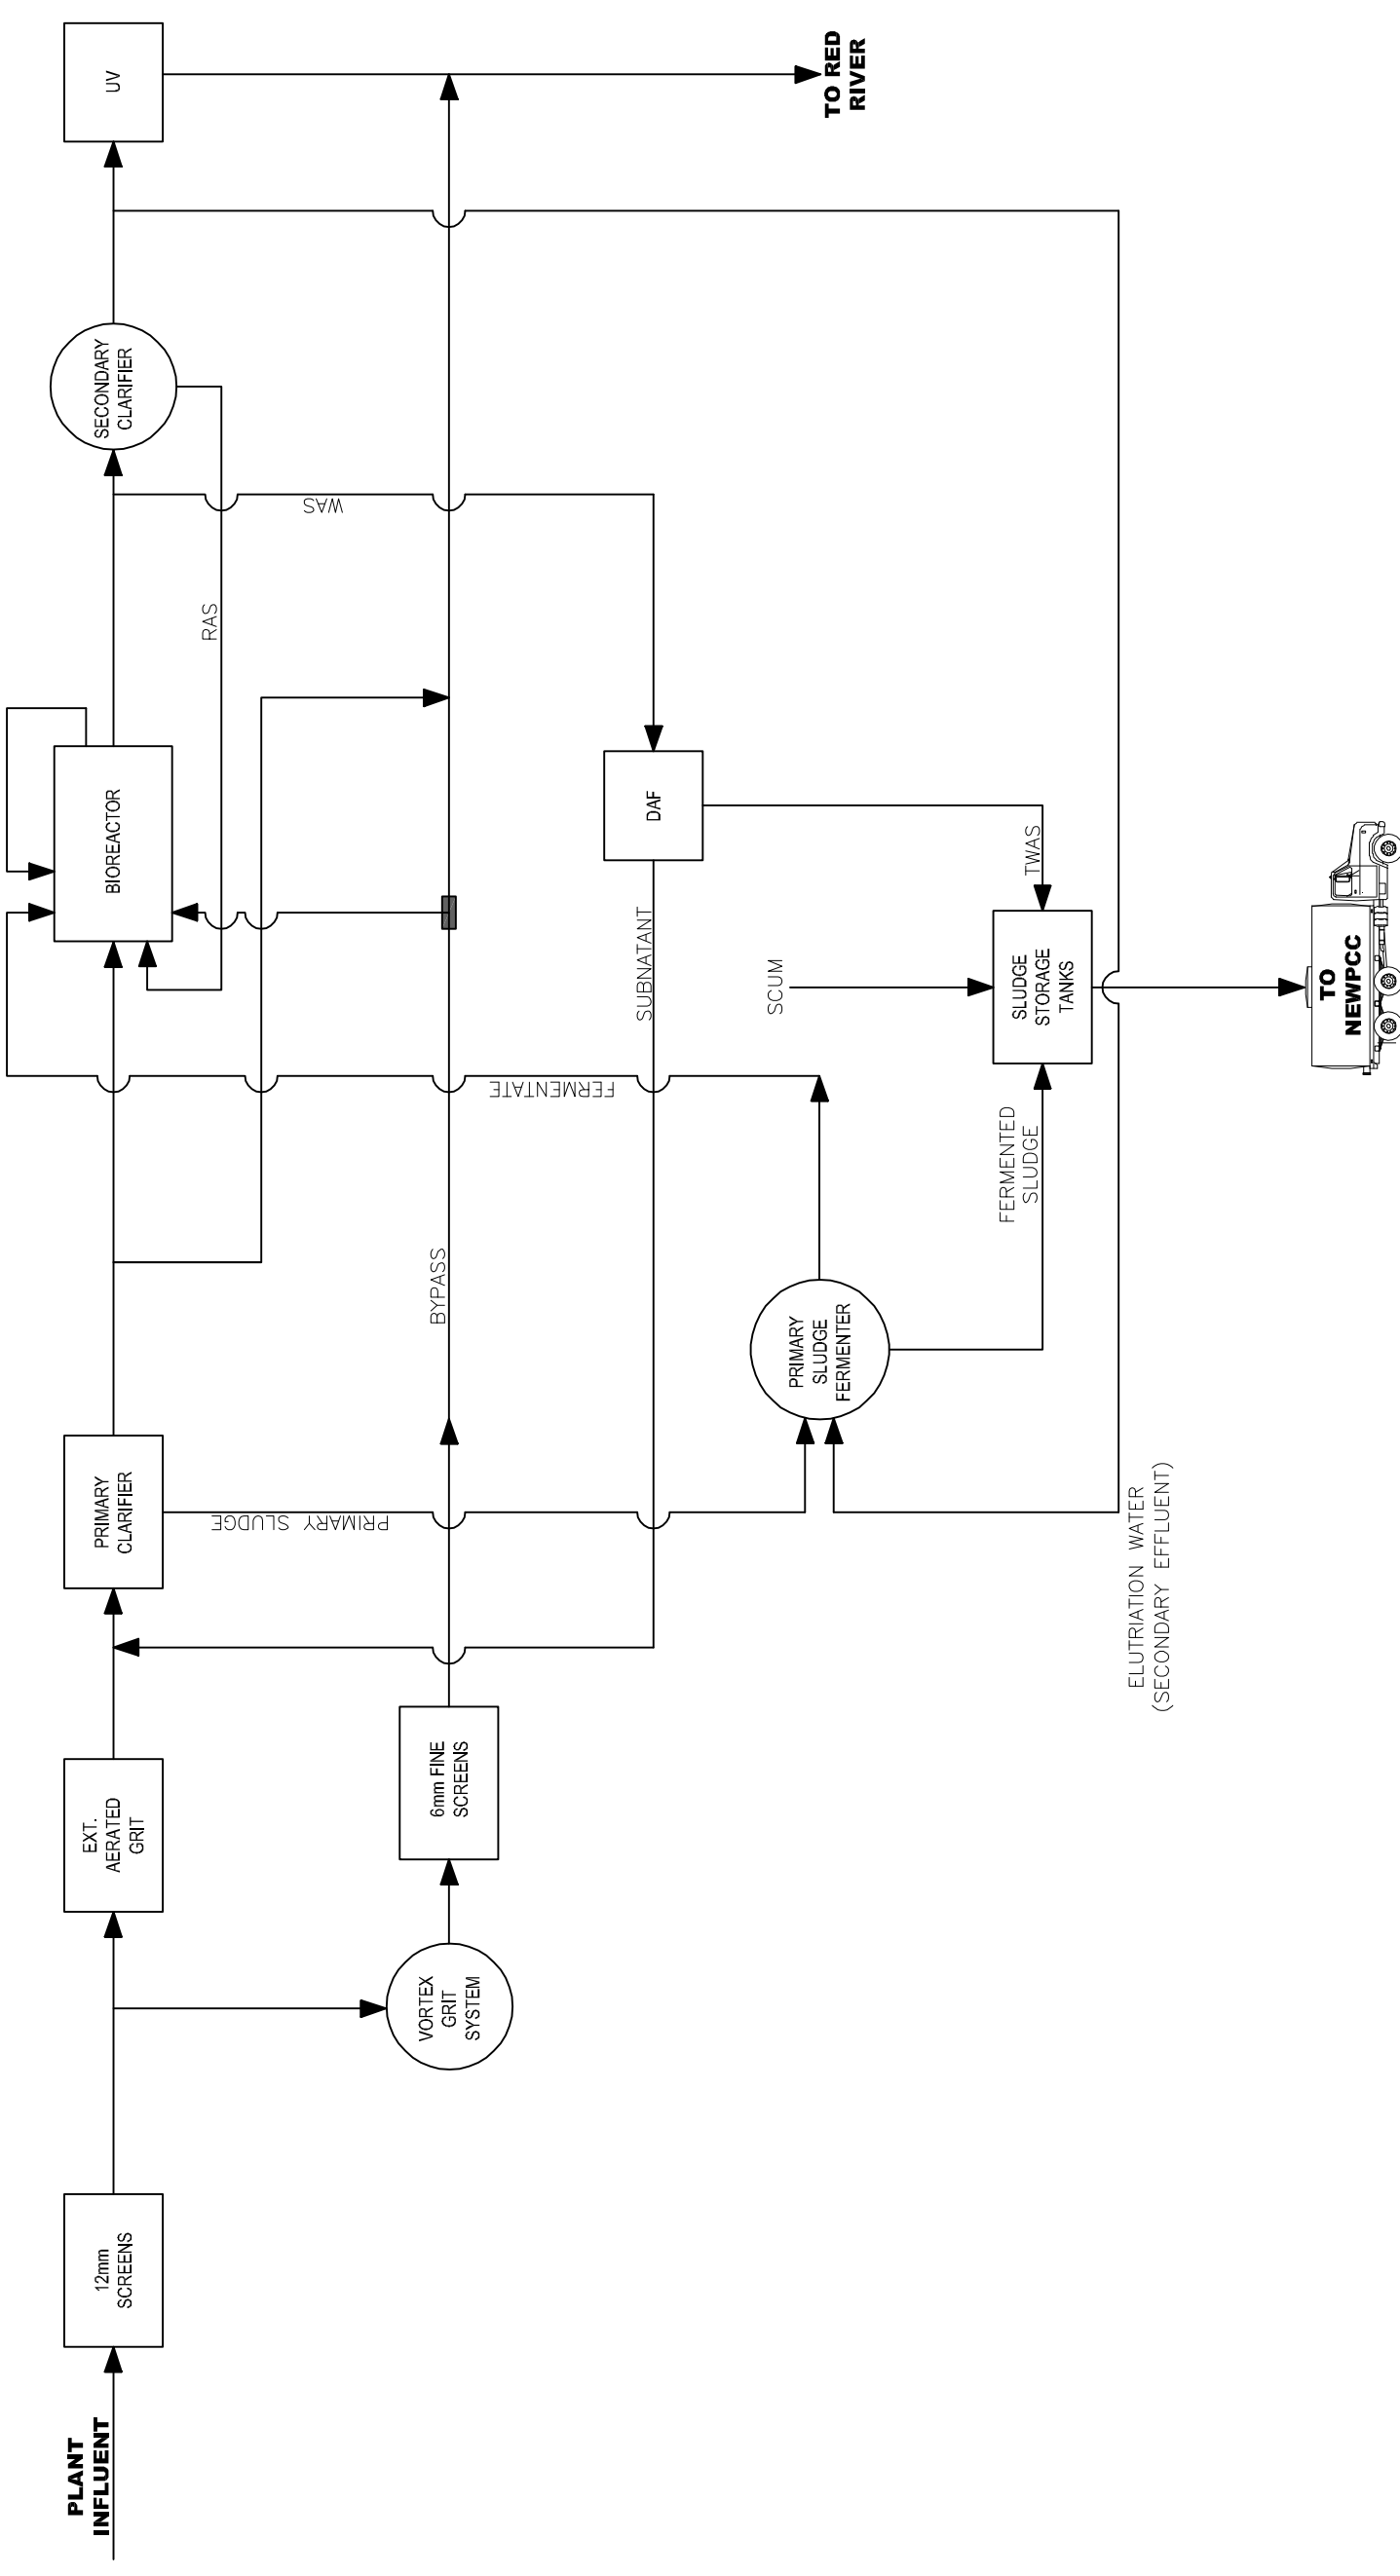 PLANT
INFLUENT
12mm
SCREENS
EXT.
AERATED
GRIT
PRIMARY
CLARIFIER
BIOREACTOR
SECONDARY
CLARIFIER
UV
RAS
WAS
PRIMARY SLUDGE
VORTEX
GRIT
SYSTEM
6mm FINE
SCREENS
BYPASS
FERMENTATE
SUBNATANT
DAF
TO RED
RIVER
PRIMARY
SLUDGE
FERMENTER
SCUM
FERMENTED
SLUDGE
TWAS
SLUDGE
STORAGE
TANKS
ELUTRIATION WATER
(SECONDARY EFFLUENT)
TO
NEWPCC